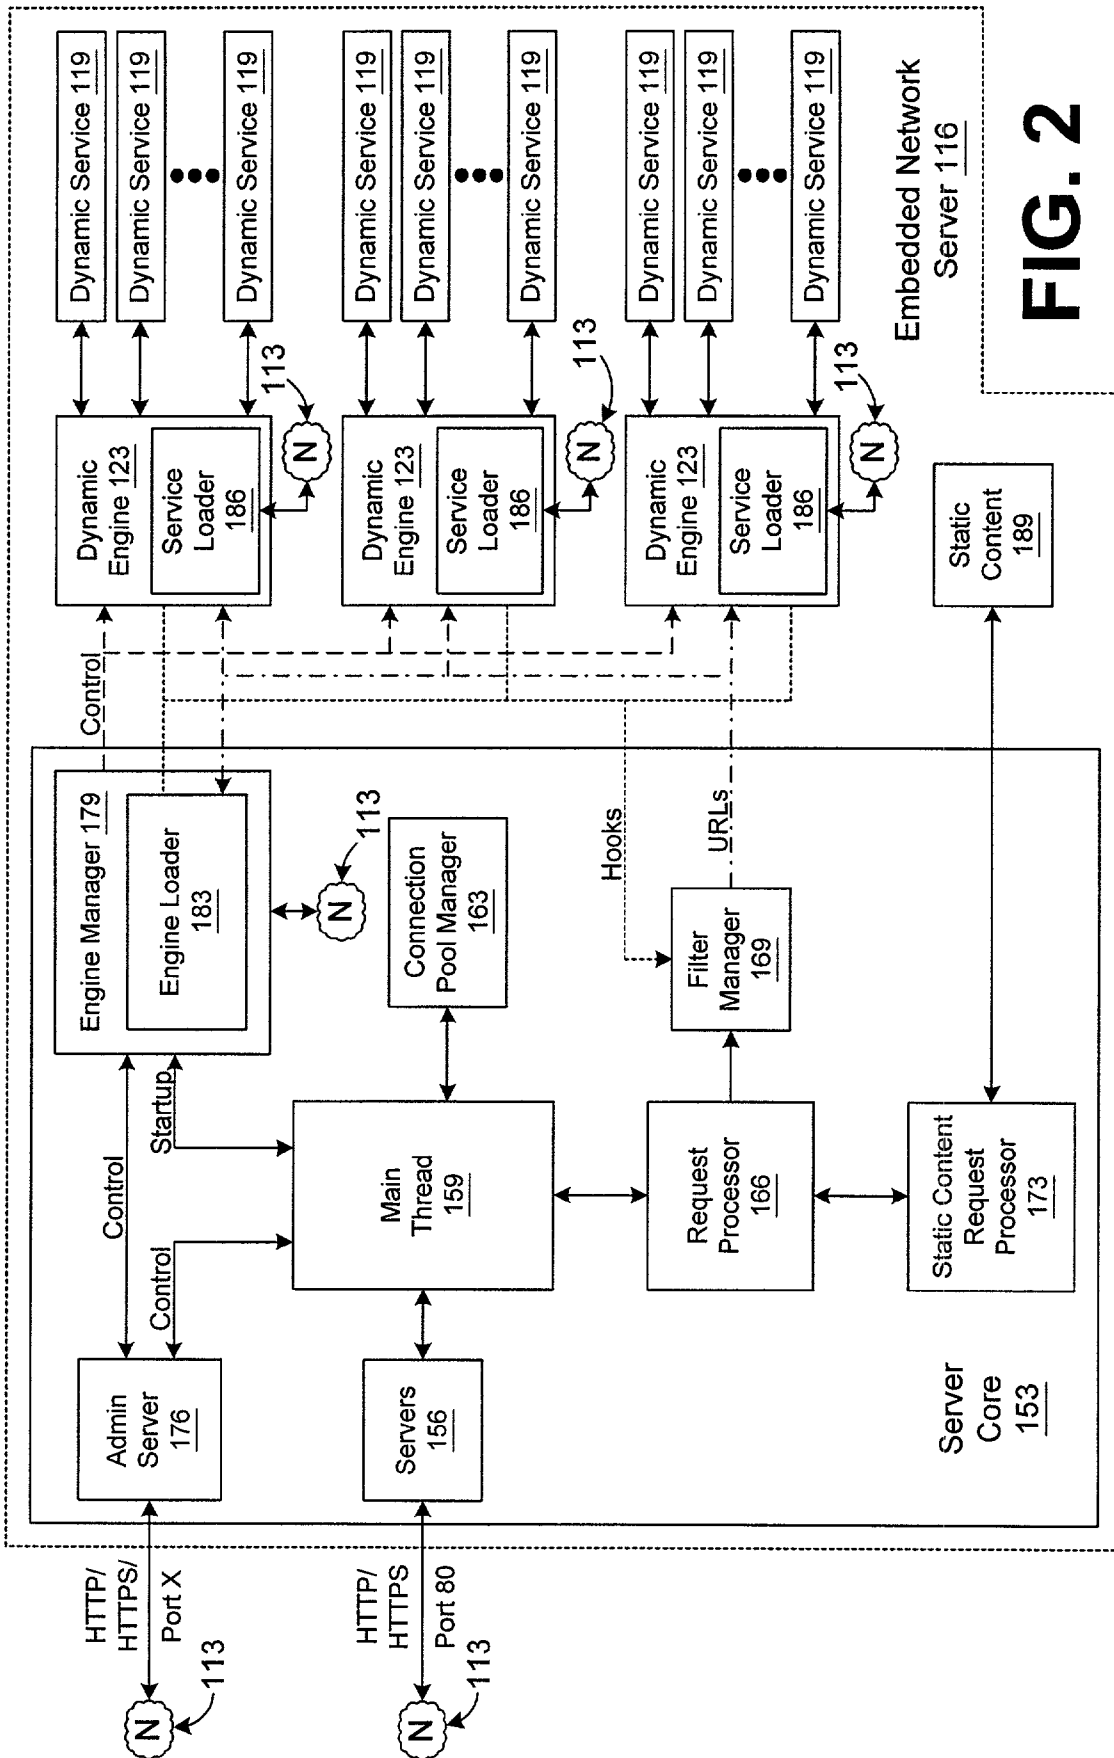 HTTP/
HTTPS/
Port X
N
113
HTTP/
HTTPS
Port 80
N
113
Admin
Server
176
Control
Control
Startup
Engine Manager 179
Engine Loader
183
N
113
Servers
156
Main
Thread
159
Connection
Pool Manager
163
Request
Processor
166
Filter
Manager
169
Hooks
URLs
Static Content
Request
Processor
173
Server
Core
153
Control
Dynamic
Engine 123
Service
Loader
186
N
113
Dynamic Service 119
Dynamic Service 119
Dynamic Service 119
Dynamic
Engine 123
Service
Loader
186
N
113
Dynamic Service 119
Dynamic Service 119
Dynamic Service 119
Dynamic
Engine 123
Service
Loader
186
N
113
Dynamic Service 119
Dynamic Service 119
Dynamic Service 119
Static
Content
189
Embedded Network
Server 116
FIG. 2